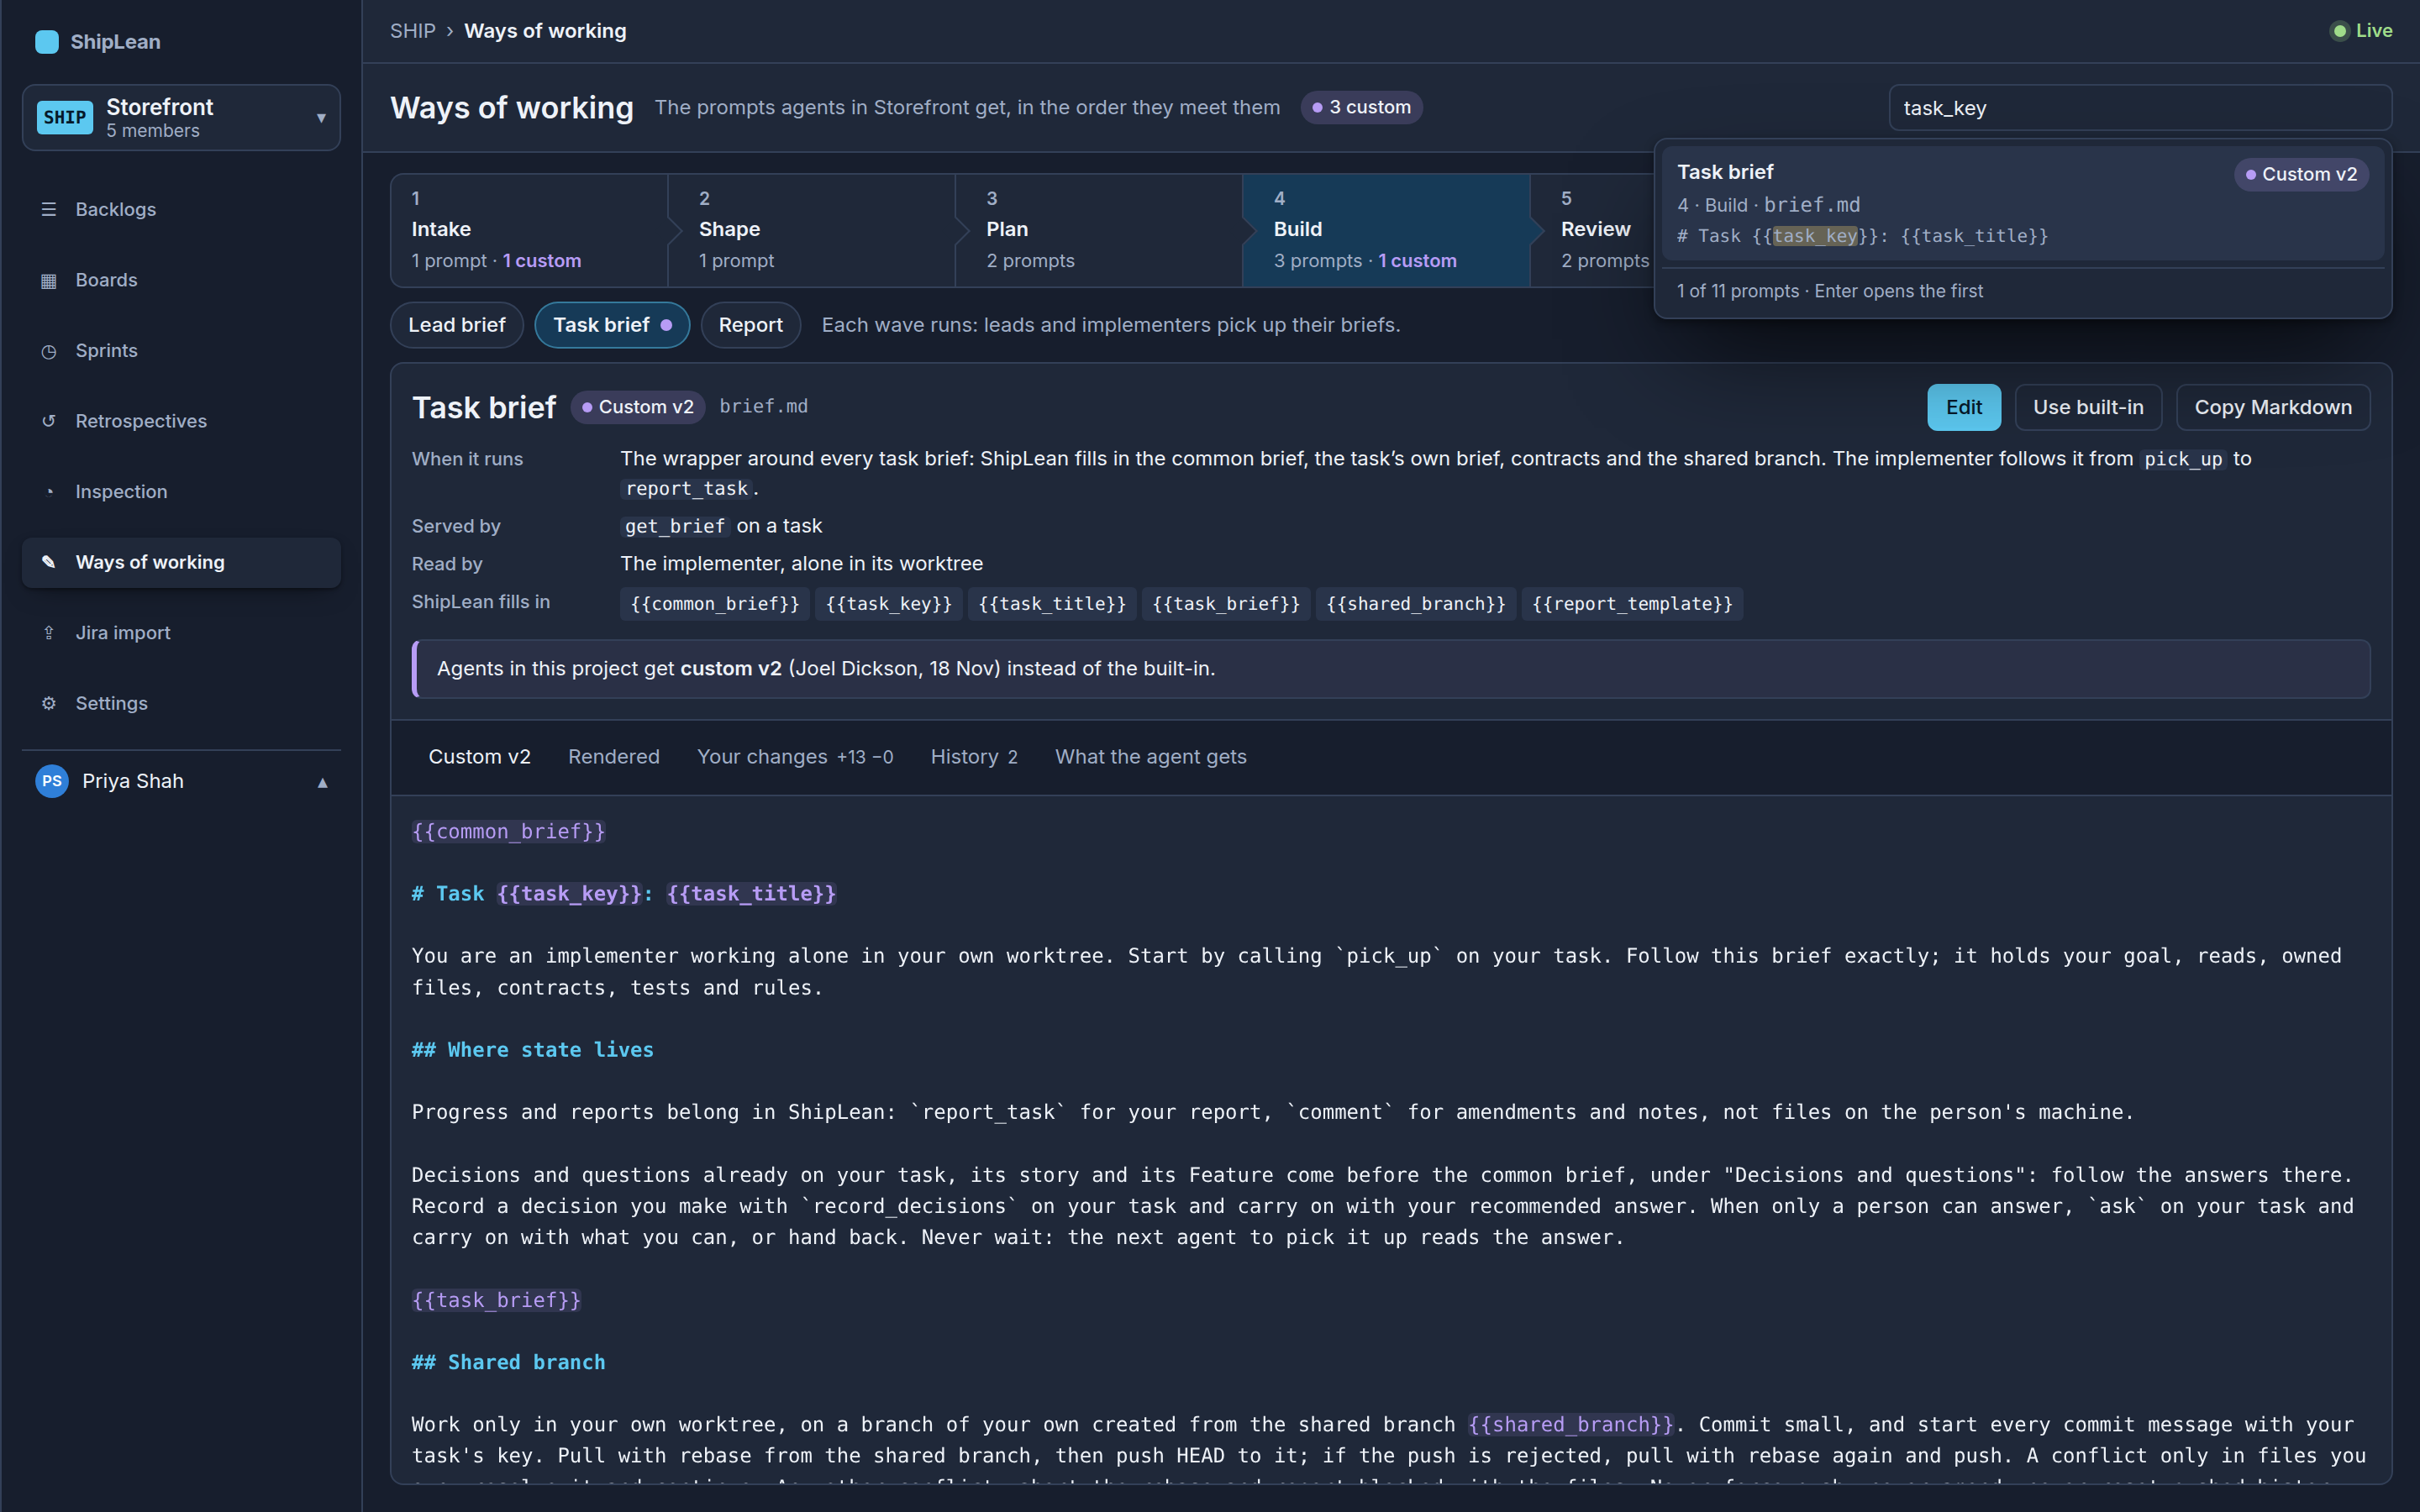 ShipLean
SHIP
Storefront
5 members
Backlogs
Boards
Sprints
Retrospectives
Inspection
Ways of working
Jira import
Settings
PS
Priya Shah
SHIP › Ways of working
Live
Ways of working
The prompts agents in Storefront get, in the order they meet them
3 custom
task_key
Task brief
Custom v2
4 · Build · brief.md
# Task {{task_key}}: {{task_title}}
1 of 11 prompts · Enter opens the first
1
Intake
1 prompt · 1 custom
2
Shape
1 prompt
3
Plan
2 prompts
4
Build
3 prompts · 1 custom
5
Review
2 prompts
Lead brief
Task brief
Report
Each wave runs: leads and implementers pick up their briefs.
Task brief
Custom v2
brief.md
Edit
Use built-in
Copy Markdown
When it runs
The wrapper around every task brief: ShipLean fills in the common brief, the task’s own brief, contracts and the shared branch. The implementer follows it from pick_up to
report_task.
Served by
get_brief on a task
Read by
The implementer, alone in its worktree
ShipLean fills in
{{common_brief}} {{task_key}} {{task_title}} {{task_brief}} {{shared_branch}} {{report_template}}
Agents in this project get custom v2 (Joel Dickson, 18 Nov) instead of the built-in.
Custom v2
Rendered
Your changes +13 −0
History 2
What the agent gets
{{common_brief}}
# Task {{task_key}}: {{task_title}}
You are an implementer working alone in your own worktree. Start by calling `pick_up` on your task. Follow this brief exactly; it holds your goal, reads, owned
files, contracts, tests and rules.
## Where state lives
Progress and reports belong in ShipLean: `report_task` for your report, `comment` for amendments and notes, not files on the person's machine.
Decisions and questions already on your task, its story and its Feature come before the common brief, under "Decisions and questions": follow the answers there.
Record a decision you make with `record_decisions` on your task and carry on with your recommended answer. When only a person can answer, `ask` on your task and
carry on with what you can, or hand back. Never wait: the next agent to pick it up reads the answer.
{{task_brief}}
## Shared branch
Work only in your own worktree, on a branch of your own created from the shared branch {{shared_branch}}. Commit small, and start every commit message with your
task's key. Pull with rebase from the shared branch, then push HEAD to it; if the push is rejected, pull with rebase again and push. A conflict only in files you